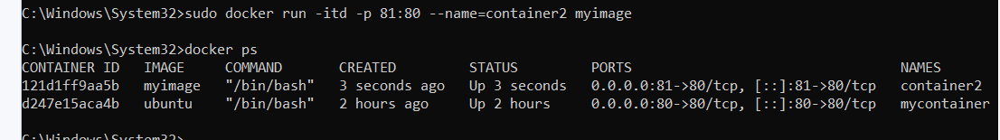 C:\Windows\System32>sudo docker run -itd -p 81:80 --name=container2 myimage
C:\Windows\System32>docker ps
CONTAINER ID   IMAGE     COMMAND       CREATED         STATUS         PORTS                                 NAMES
121d1ff9aa5b   myimage   "/bin/bash"   3 seconds ago   Up 3 seconds   0.0.0.0:81->80/tcp, [::]:81->80/tcp   container2
d247e15aca4b   ubuntu    "/bin/bash"   2 hours ago     Up 2 hours     0.0.0.0:80->80/tcp, [::]:80->80/tcp   mycontainer
C:\Windows\System32>